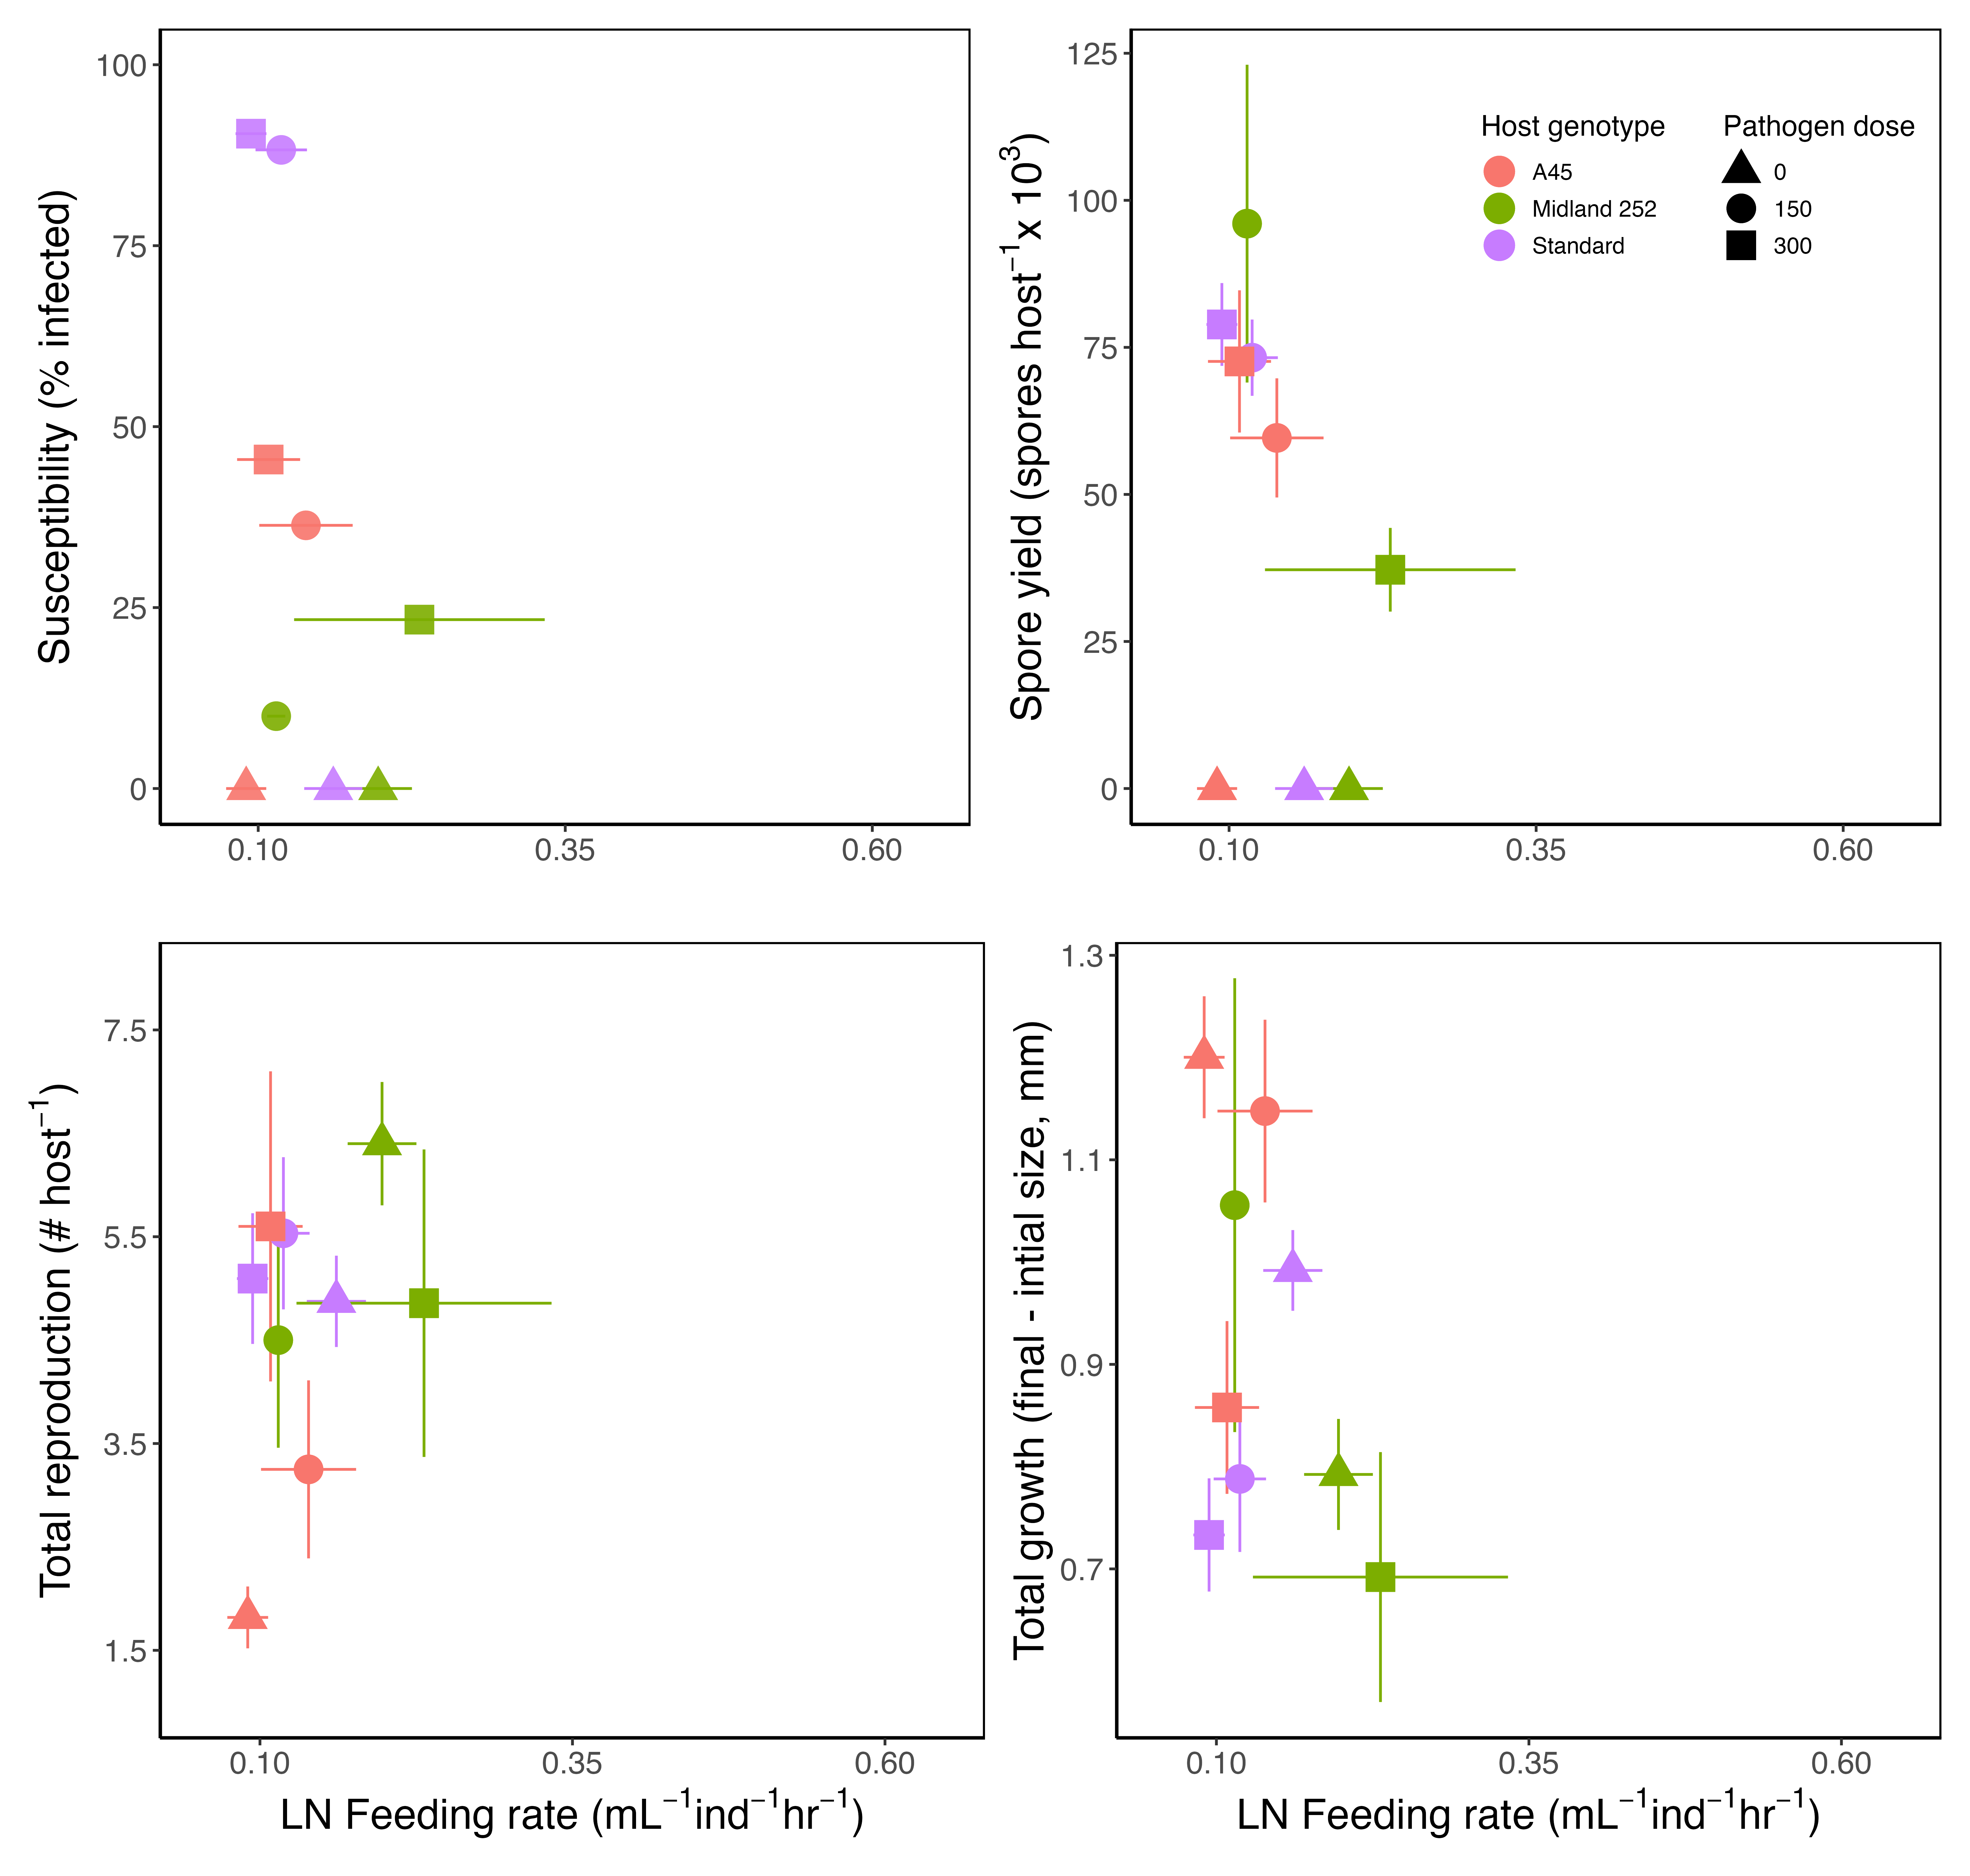 Susceptibility (% infected)
100
75
50
25
0
0.10 0.35 0.60
Spore yield (spores host⁻¹ x 10³)
125
100
75
50
25
0
0.10 0.35 0.60
Host genotype
A45
Midland 252
Standard
Pathogen dose
0
150
300
Total reproduction (# host⁻¹)
7.5
5.5
3.5
1.5
0.10 0.35 0.60
LN Feeding rate (mL⁻¹ind⁻¹hr⁻¹)
Total growth (final - intial size, mm)
1.3
1.1
0.9
0.7
0.10 0.35 0.60
LN Feeding rate (mL⁻¹ind⁻¹hr⁻¹)